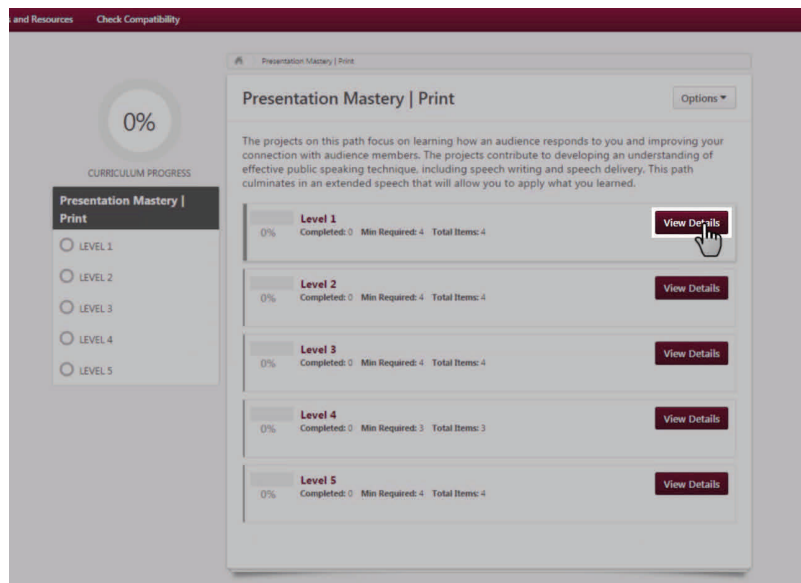 and Resources Check Compatibility
Presentation Mastery | Print
Presentation Mastery | Print
Options
0%
CURRICULUM PROGRESS
The projects on this path focus on learning how an audience responds to you and improving your
connection with audience members. The projects contribute to developing an understanding of
effective public speaking technique, including speech writing and speech delivery. This path
culminates in an extended speech that will allow you to apply what you learned.
Presentation Mastery |
Print
LEVEL 1
LEVEL 2
LEVEL 3
LEVEL 4
LEVEL 5
Level 1
0% Completed: 0 Min Required: 4 Total Items: 4
View Details
Level 2
0% Completed: 0 Min Required: 4 Total Items: 4
View Details
Level 3
0% Completed: 0 Min Required: 4 Total Items: 4
View Details
Level 4
0% Completed: 0 Min Required: 3 Total Items: 3
View Details
Level 5
0% Completed: 0 Min Required: 4 Total Items: 4
View Details